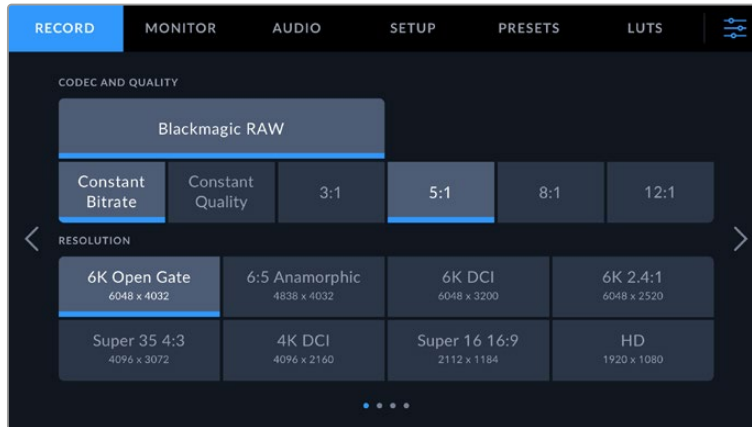 RECORD MONITOR AUDIO SETUP PRESETS LUTS
CODEC AND QUALITY
Blackmagic RAW
Constant Bitrate
Constant Quality
3:1
5:1
8:1
12:1
RESOLUTION
6K Open Gate
6048 x 4032
6:5 Anamorphic
4838 x 4032
6K DCI
6048 x 3200
6K 2.4:1
6048 x 2520
Super 35 4:3
4096 x 3072
4K DCI
4096 x 2160
Super 16 16:9
2112 x 1184
HD
1920 x 1080